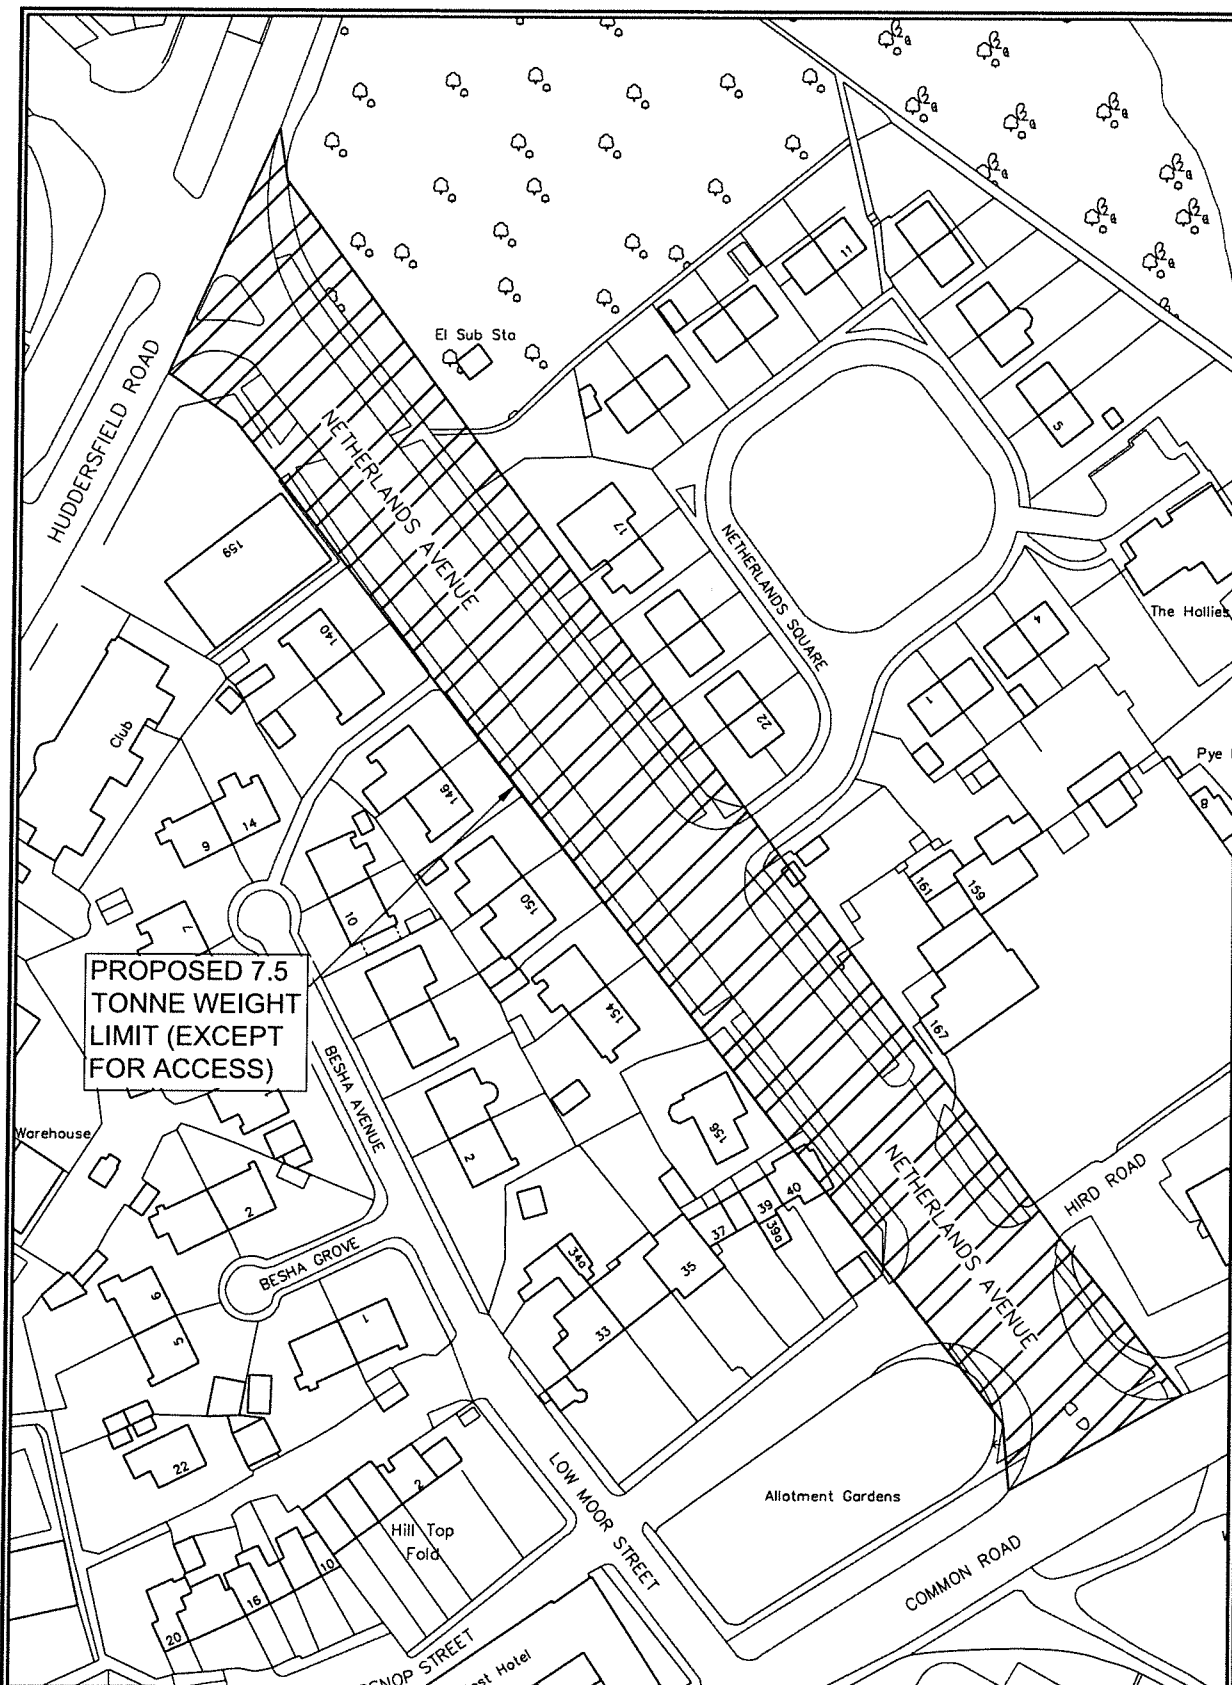 El Sub Sta
11
5
HUDDERSFIELD ROAD
NETHERLANDS AVENUE
159
17
NETHERLANDS SQUARE
The Hollies
140
4
1
22
Club
Pye
146
8
9
14
161
159
150
10
7
PROPOSED 7.5
TONNE WEIGHT
LIMIT (EXCEPT
FOR ACCESS)
154
167
BESHA AVENUE
156
2
Warehouse
NETHERLANDS AVENUE
HIRD ROAD
40
39
39a
37
2
34a
35
BESHA GROVE
6
5
33
1
22
2
LOW MOOR STREET
Allotment Gardens
Hill Top
Fold
10
16
20
COMMON ROAD
STREET
Hotel